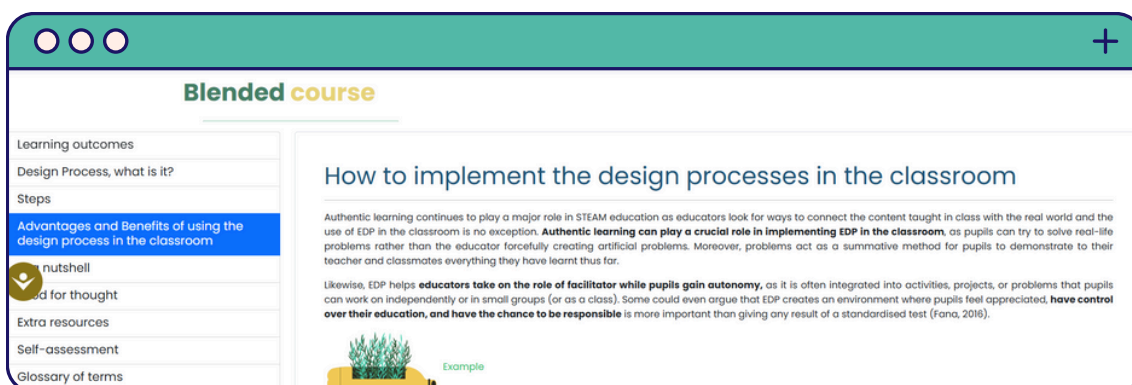 Blended course
Learning outcomes
Design Process, what is it?
Steps
Advantages and Benefits of using the
design process in the classroom
nutshell
for thought
Extra resources
Self-assessment
Glossary of terms
How to implement the design processes in the classroom
Authentic learning continues to play a major role in STEAM education as educators look for ways to connect the content taught in class with the real world and the
use of EDP in the classroom is no exception. Authentic learning can play a crucial role in implementing EDP in the classroom, as pupils can try to solve real-life
problems rather than the educator forcefully creating artificial problems. Moreover, problems act as a summative method for pupils to demonstrate to their
teacher and classmates everything they have learnt thus far.
Likewise, EDP helps educators take on the role of facilitator while pupils gain autonomy, as it is often integrated into activities, projects, or problems that pupils
can work on independently or in small groups (or as a class). Some could even argue that EDP creates an environment where pupils feel appreciated, have control
over their education, and have the chance to be responsible is more important than giving any result of a standardised test (Fana, 2016).
Example